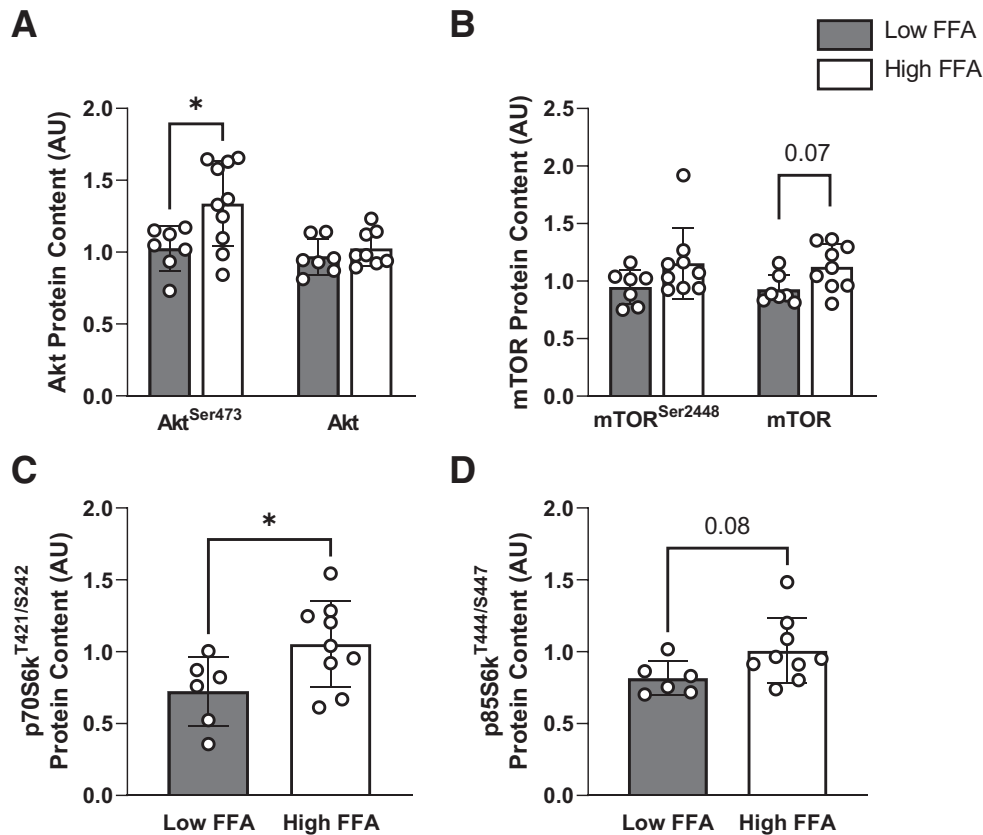 A
B
Low FFA
High FFA
Akt Protein Content (AU)
2.0
1.5
1.0
0.5
0.0
*
Akt^Ser473
Akt
mTOR Protein Content (AU)
2.5
2.0
1.5
1.0
0.5
0.0
0.07
mTOR^Ser2448
mTOR
C
D
p70S6k^T421/S242
Protein Content (AU)
2.0
1.5
1.0
0.5
0.0
*
Low FFA
High FFA
p85S6k^T444/S447
Protein Content (AU)
2.0
1.5
1.0
0.5
0.0
0.08
Low FFA
High FFA